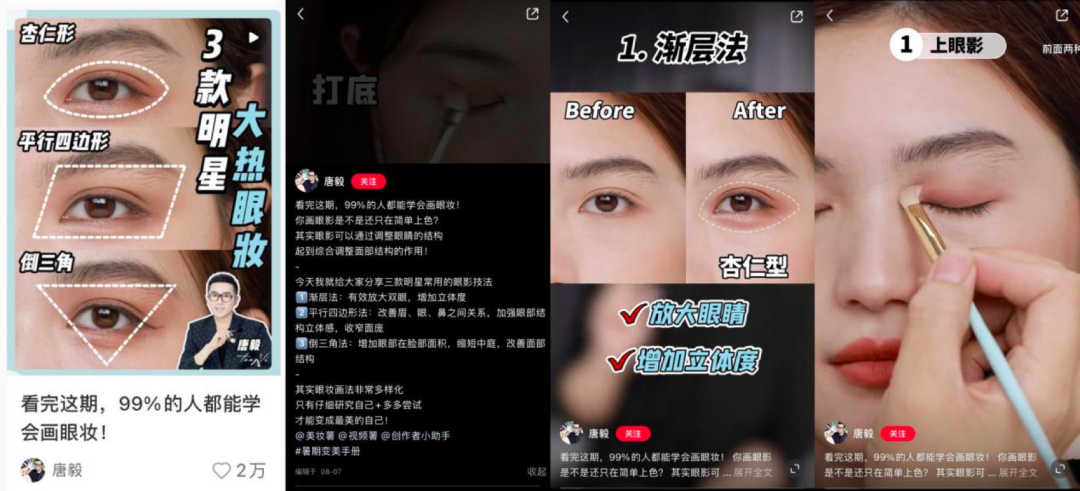 杏仁形
3款明星
大热眼妆
平行四边形
倒三角
唐毅
看完这期，99%的人都能学
会画眼妆！
唐毅
2万
打底
唐毅
关注
看完这期，99%的人都能学会画眼妆！
你画眼影是不是还只在简单上色？
其实眼影可以通过调整眼睛的结构
起到综合调整面部结构的作用！
-
今天我就给大家分享三款明星常用的眼影技法
1渐层法：有效放大双眼，增加立体度
2平行四边形法：改善眉、眼、鼻之间关系，加强眼部结
构立体感，收窄面庞
3倒三角法：增加眼部在脸部面积，缩短中庭，改善面部
结构
-
其实眼妆画法非常多样化
只有仔细研究自己+多多尝试
才能变成最美的自己！
@美妆薯 @视频薯 @创作者小助手
#暑期变美手册
编辑于 08-07
收起
1. 渐层法
Before
After
杏仁型
放大眼睛
增加立体度
唐毅
关注
看完这期，99%的人都能学会画眼妆！ 你画眼影
是不是还只在简单上色？ 其实眼影可 ... 展开全文
1 上眼影
前面两种
唐毅
关注
看完这期，99%的人都能学会画眼妆！ 你画眼影
是不是还只在简单上色？ 其实眼影可 ... 展开全文